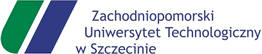 Zachodniopomorski
Uniwersytet Technologiczny
w Szczecinie